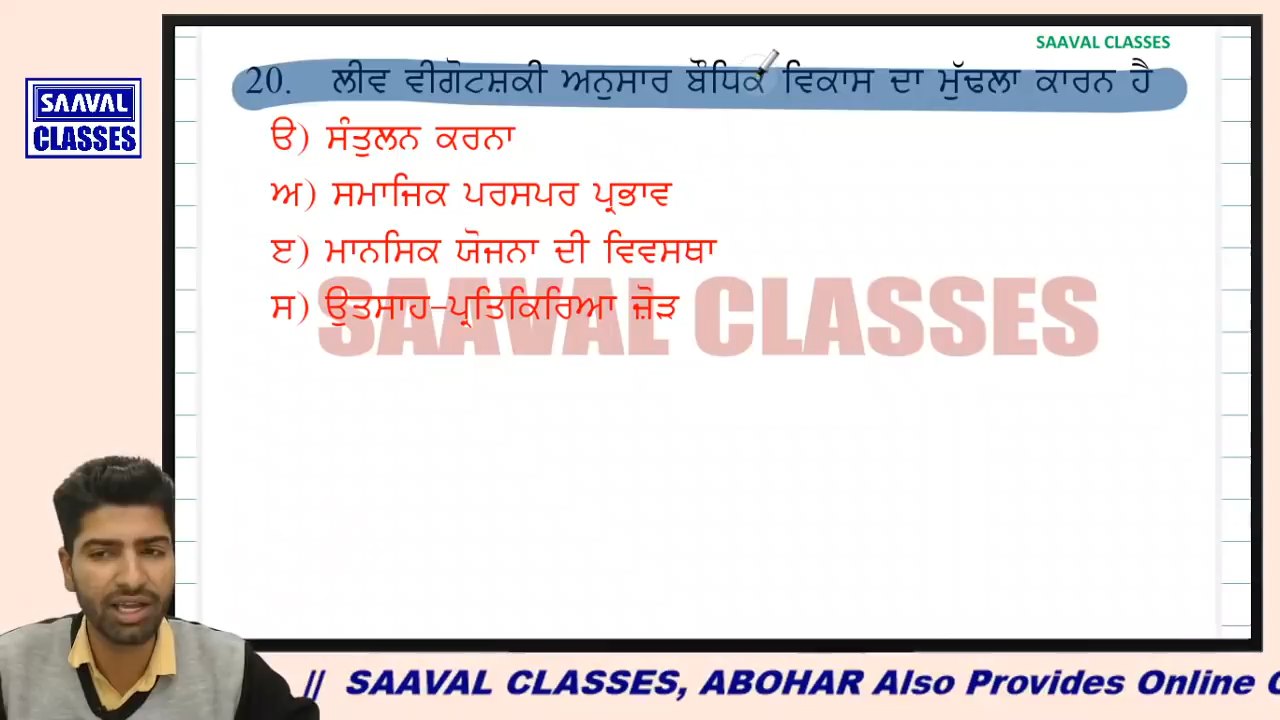 SAAVAL CLASSES
SAAVAL
CLASSES
20. ਲੀਵ ਵੀਗੋਟਸ਼ਕੀ ਅਨੁਸਾਰ ਬੌਧਿਕ ਵਿਕਾਸ ਦਾ ਮੁੱਢਲਾ ਕਾਰਨ ਹੈ
ੳ) ਸੰਤੁਲਨ ਕਰਨਾ
ਅ) ਸਮਾਜਿਕ ਪਰਸਪਰ ਪ੍ਰਭਾਵ
ੲ) ਮਾਨਸਿਕ ਯੋਜਨਾ ਦੀ ਵਿਵਸਥਾ
ਸ) ਉਤਸਾਹ-ਪ੍ਰਤਿਕਿਰਿਆ ਜ਼ੋੜ
SAAVAL CLASSES
// SAAVAL CLASSES, ABOHAR Also Provides Online